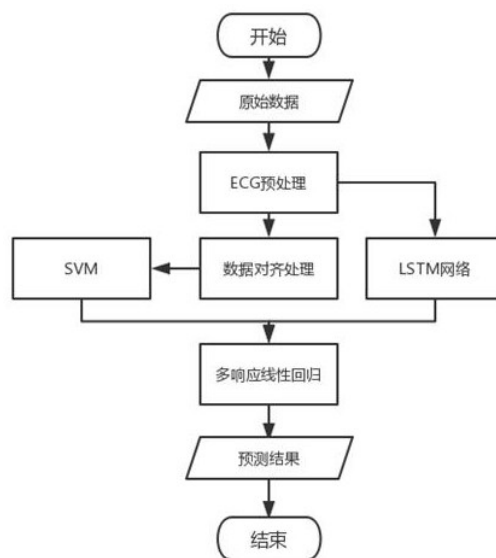 开始
原始数据
ECG预处理
SVM
数据对齐处理
LSTM网络
多响应线性回归
预测结果
结束